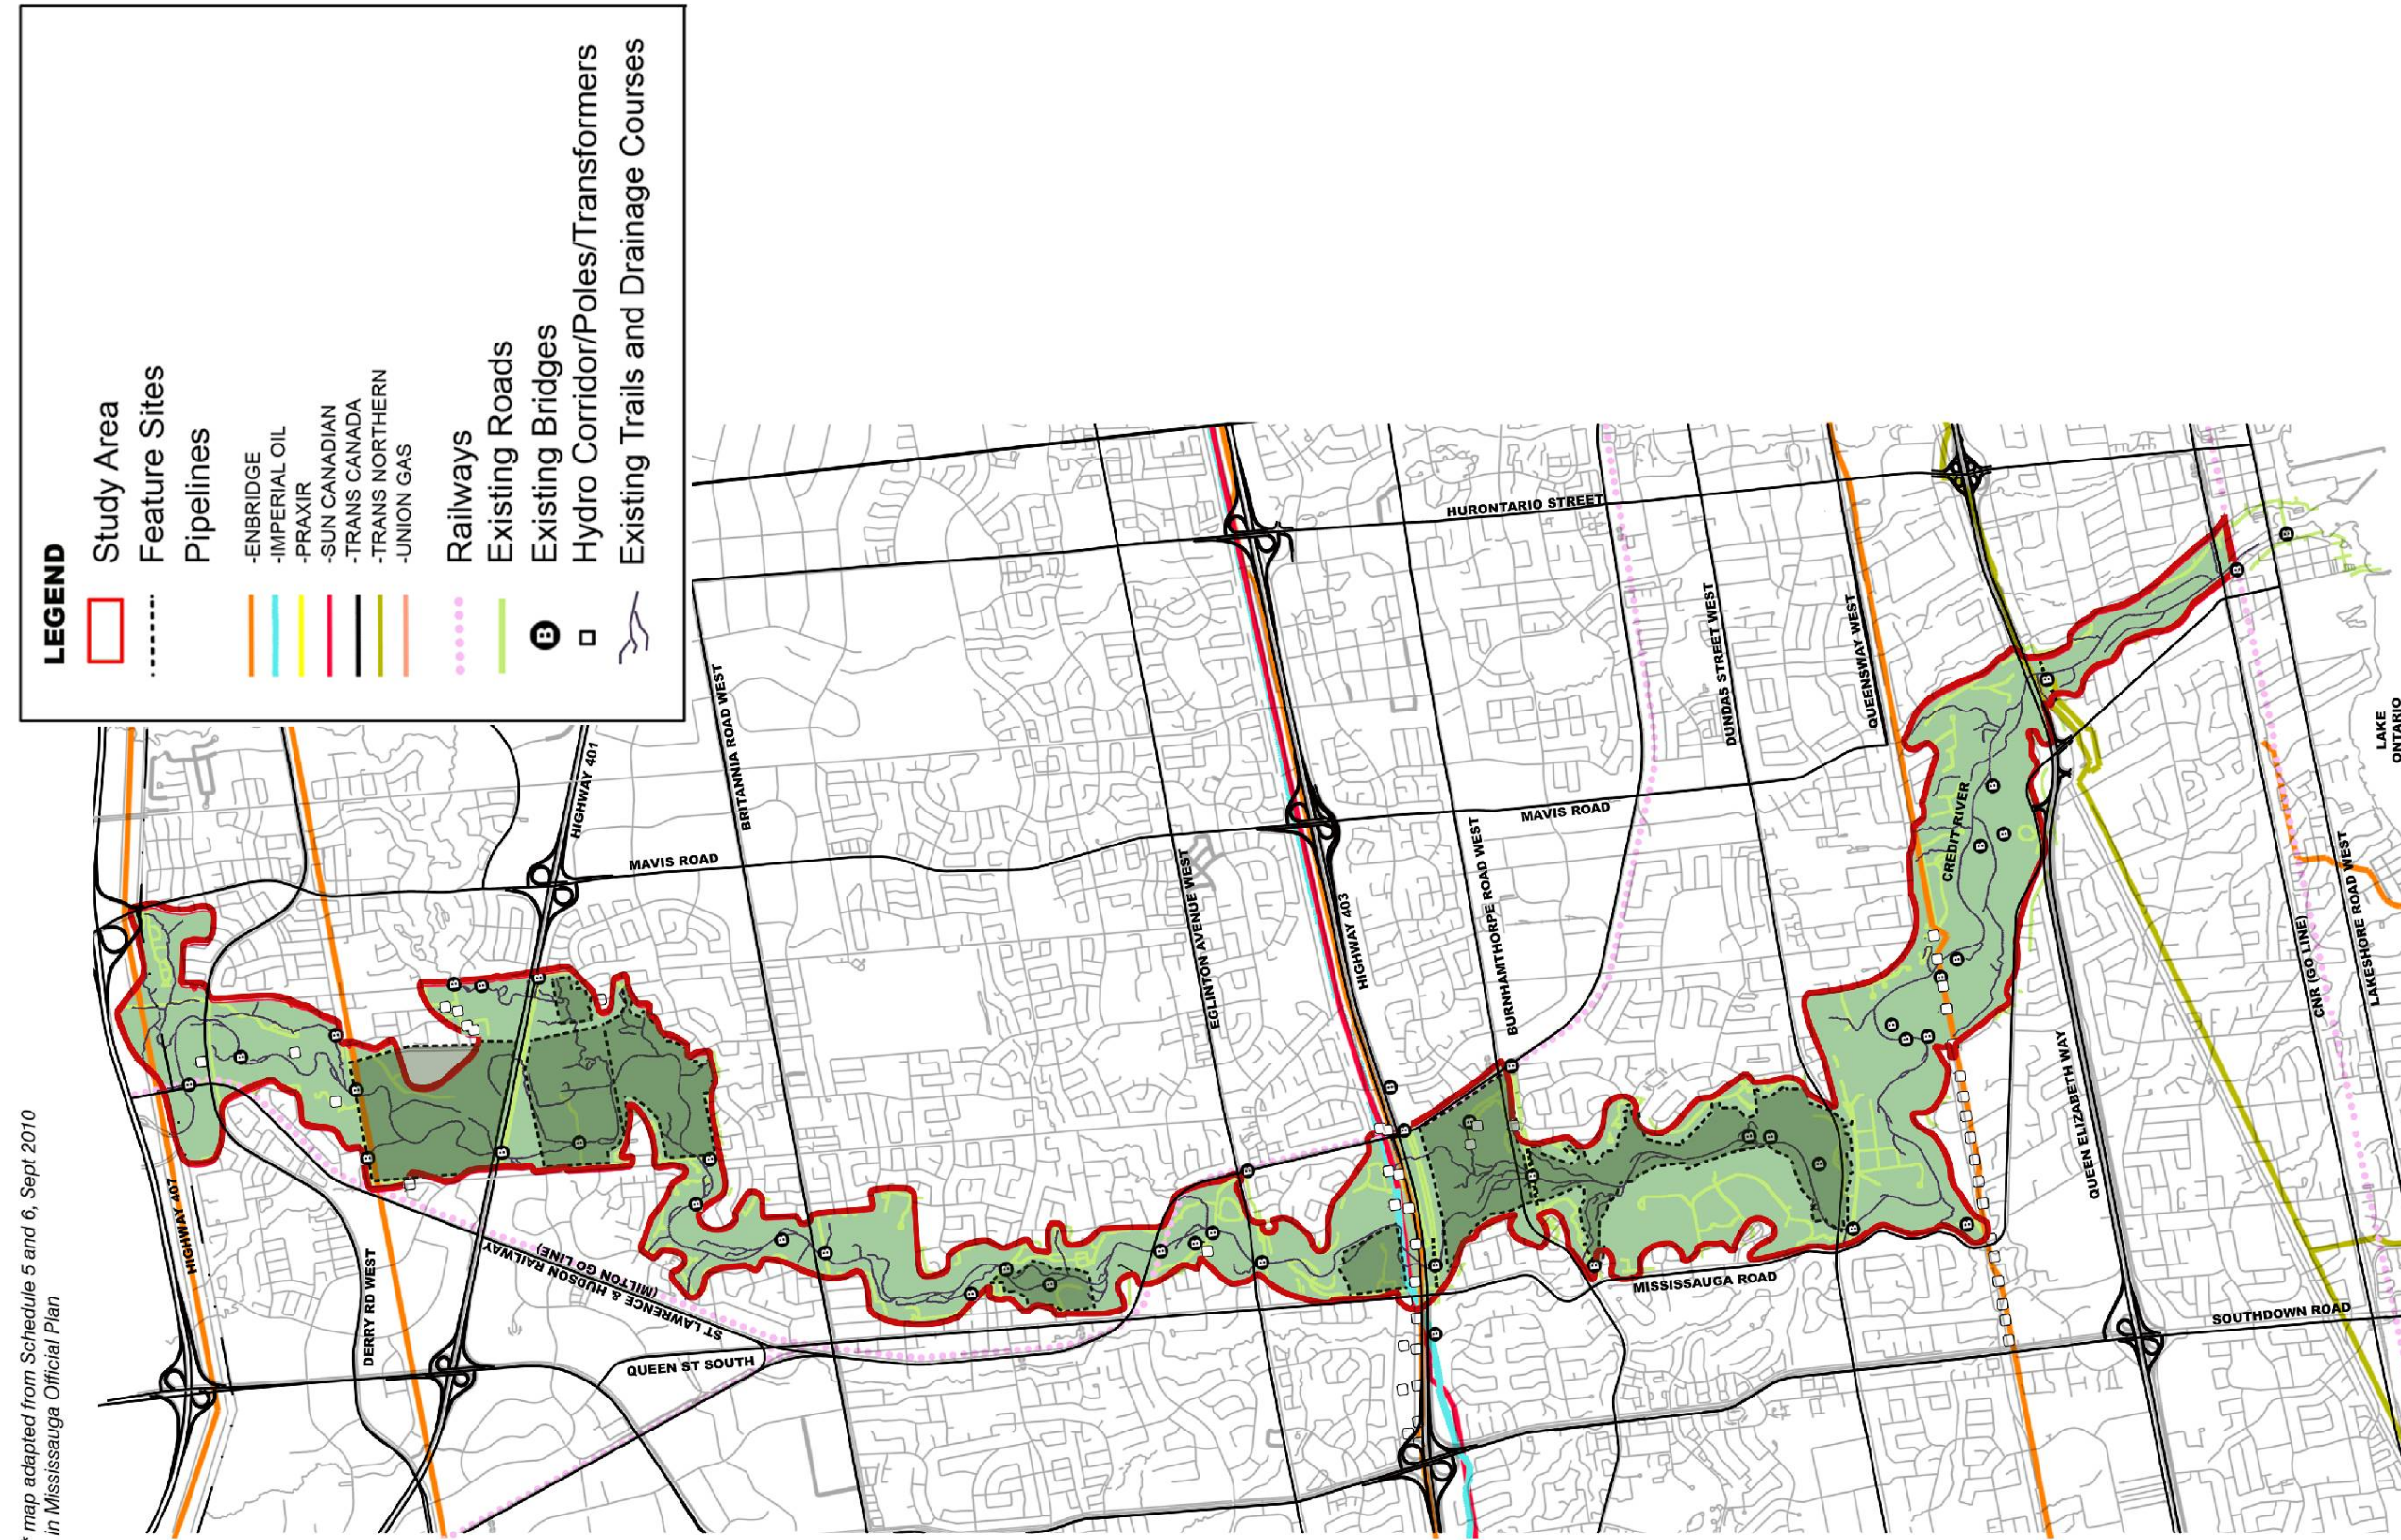 LEGEND
Study Area
Feature Sites
Pipelines
-ENBRIDGE
-IMPERIAL OIL
-PRAXIR
-SUN CANADIAN
-TRANS CANADA
-TRANS NORTHERN
-UNION GAS
Railways
Existing Roads
B Existing Bridges
Hydro Corridor/Poles/Transformers
Existing Trails and Drainage Courses
* map adapted from Schedule 5 and 6, Sept 2010
in Mississauga Official Plan
HIGHWAY 407
DERRY RD WEST
HIGHWAY 401
MAVIS ROAD
BRITANNIA ROAD WEST
ST LAWRENCE & HUDSON RAILWAY
(MILTON GO LINE)
QUEEN ST SOUTH
EGLINTON AVENUE WEST
HIGHWAY 403
BURNHAMTHORPE ROAD WEST
MAVIS ROAD
HURONTARIO STREET
DUNDAS STREET WEST
QUEENSWAY WEST
MISSISSAUGA ROAD
CREDIT RIVER
QUEEN ELIZABETH WAY
SOUTHDOWN ROAD
CNR (GO LINE)
LAKESHORE ROAD WEST
LAKE
ONTARIO